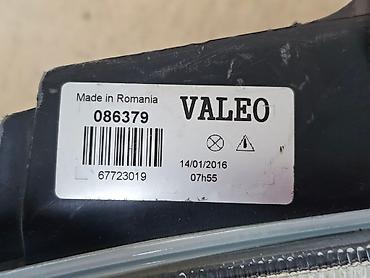 Made in Romania
VALEO
086379
14/01/2016
67723019
07h55